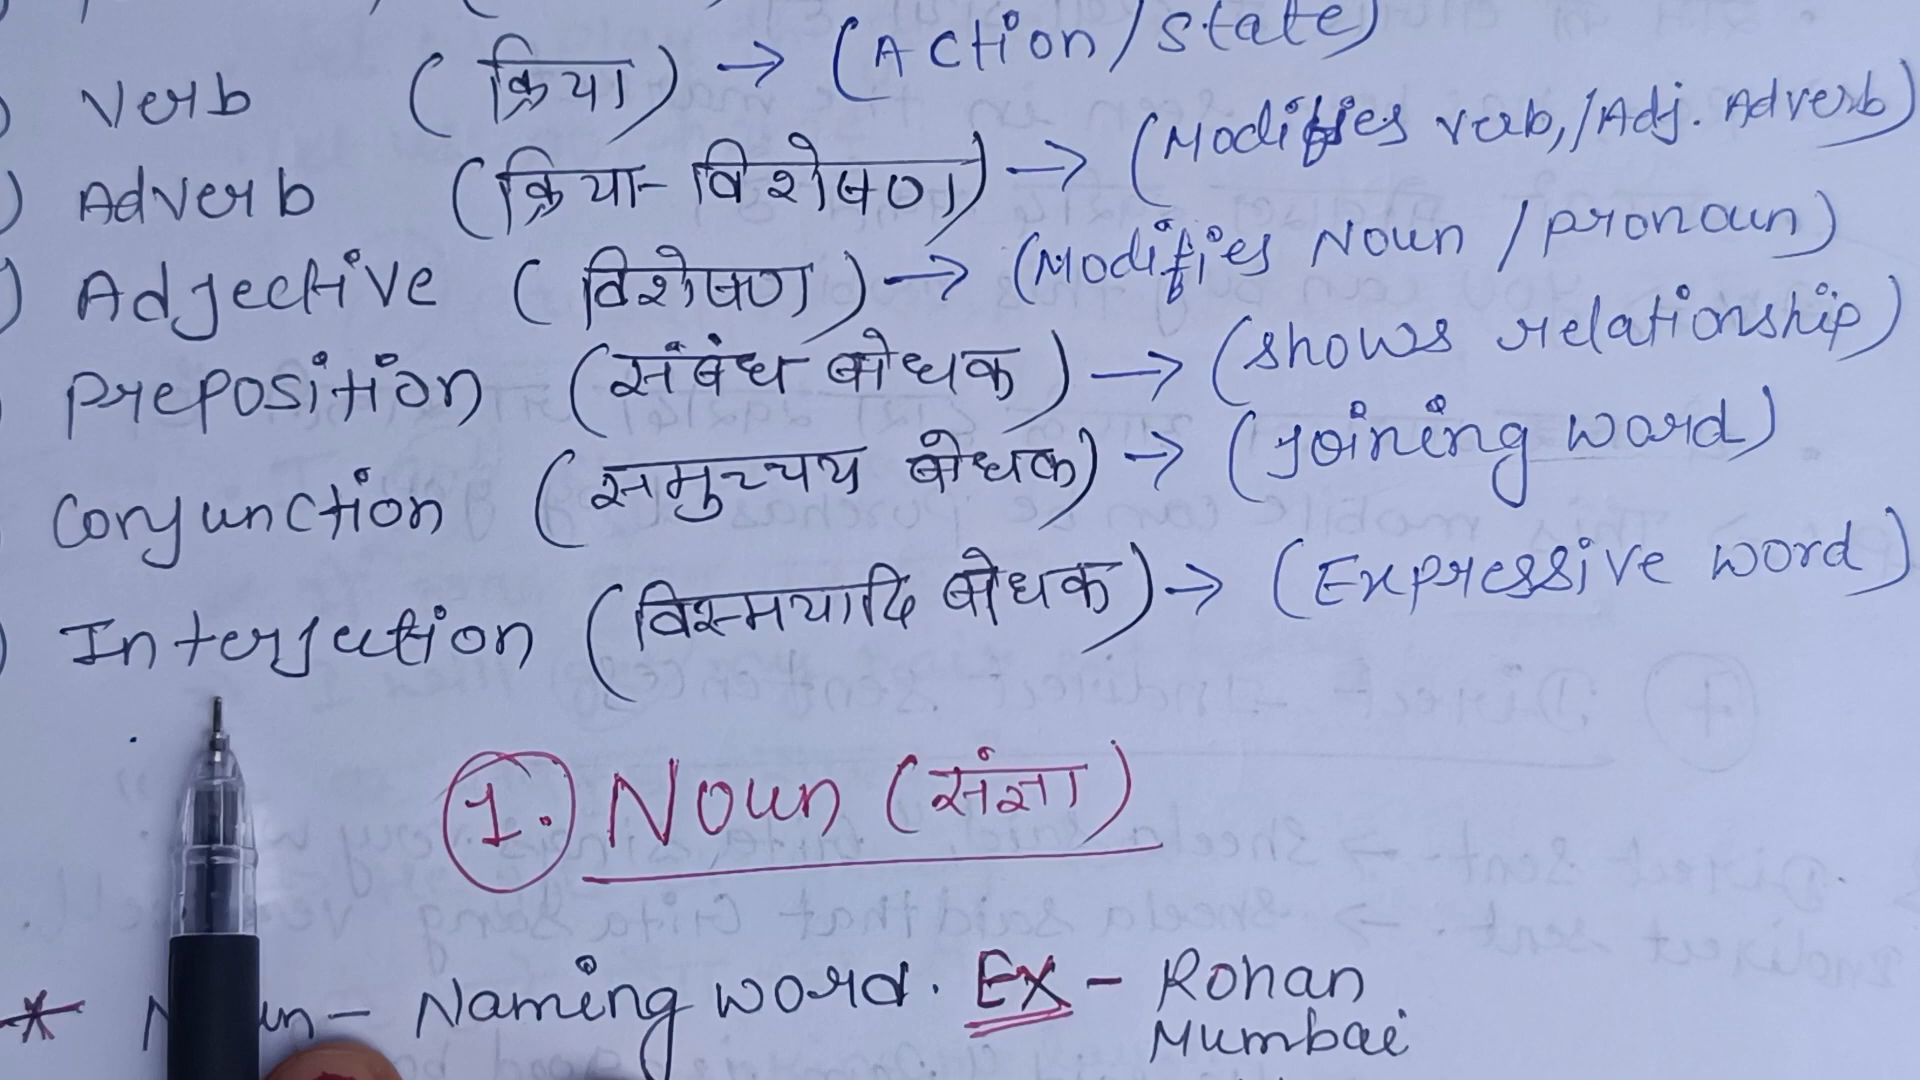 Verb (क्रिया) → (Action/State)
Adverb (क्रिया-विशेषण) → (Modifies verb,/Adj. Adverb)
Adjective (विशेषण) → (Modifies Noun /pronoun)
Preposition (संबंध बोधक) → (shows relationship)
Conjunction (समुच्चय बोधक) → (Joining word)
Interjection (विस्मयादि बोधक) → (Expressive word)
1. Noun (संज्ञा)
* Noun - Naming word. Ex - Rohan
Mumbai